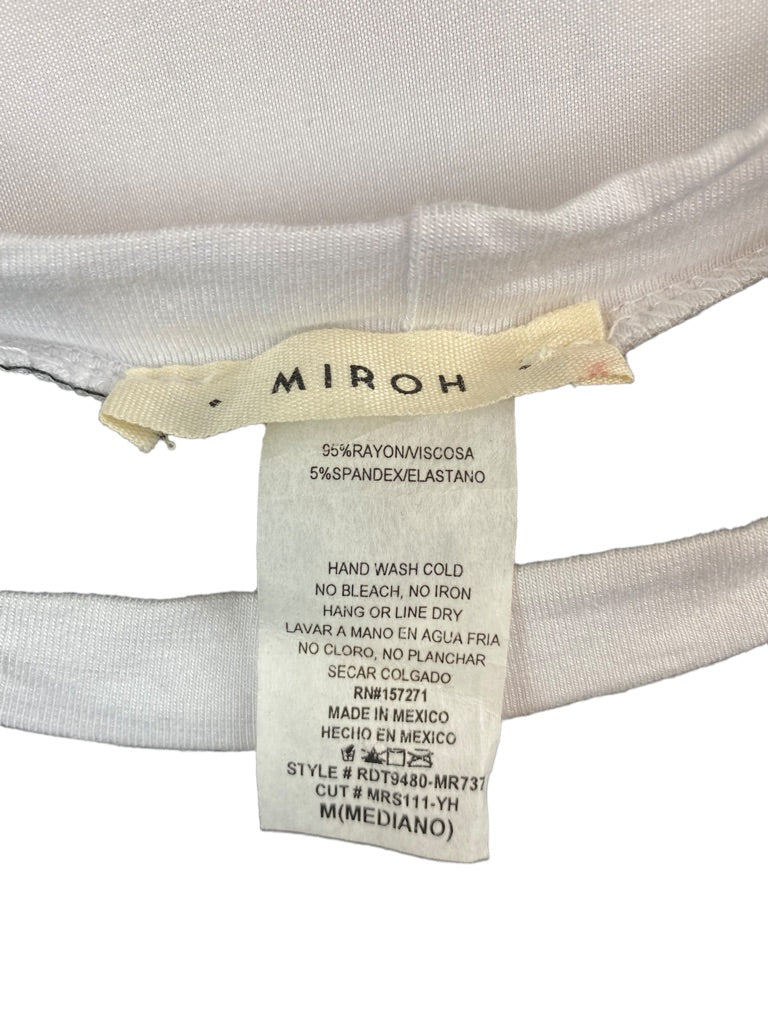 MIROH
95%RAYON/VISCOSA
5%SPANDEX/ELASTANO
HAND WASH COLD
NO BLEACH, NO IRON
HANG OR LINE DRY
LAVAR A MANO EN AGUA FRIA
NO CLORO, NO PLANCHAR
SECAR COLGADO
RN#157271
MADE IN MEXICO
HECHO EN MEXICO
STYLE # RDT9480-MR737
CUT # MRS111-YH
M(MEDIANO)